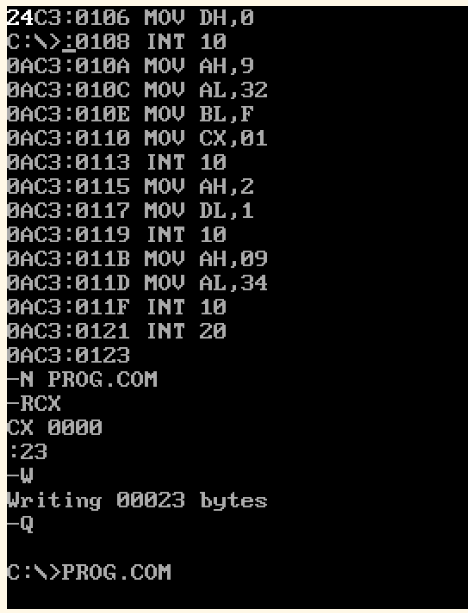 24C3:0106 MOV DH,0
C:\>:0108 INT 10
0AC3:010A MOV AH,9
0AC3:010C MOV AL,32
0AC3:010E MOV BL,F
0AC3:0110 MOV CX,01
0AC3:0113 INT 10
0AC3:0115 MOV AH,2
0AC3:0117 MOV DL,1
0AC3:0119 INT 10
0AC3:011B MOV AH,09
0AC3:011D MOV AL,34
0AC3:011F INT 10
0AC3:0121 INT 20
0AC3:0123
-N PROG.COM
-RCX
CX 0000
:23
-W
Writing 00023 bytes
-Q
C:\>PROG.COM